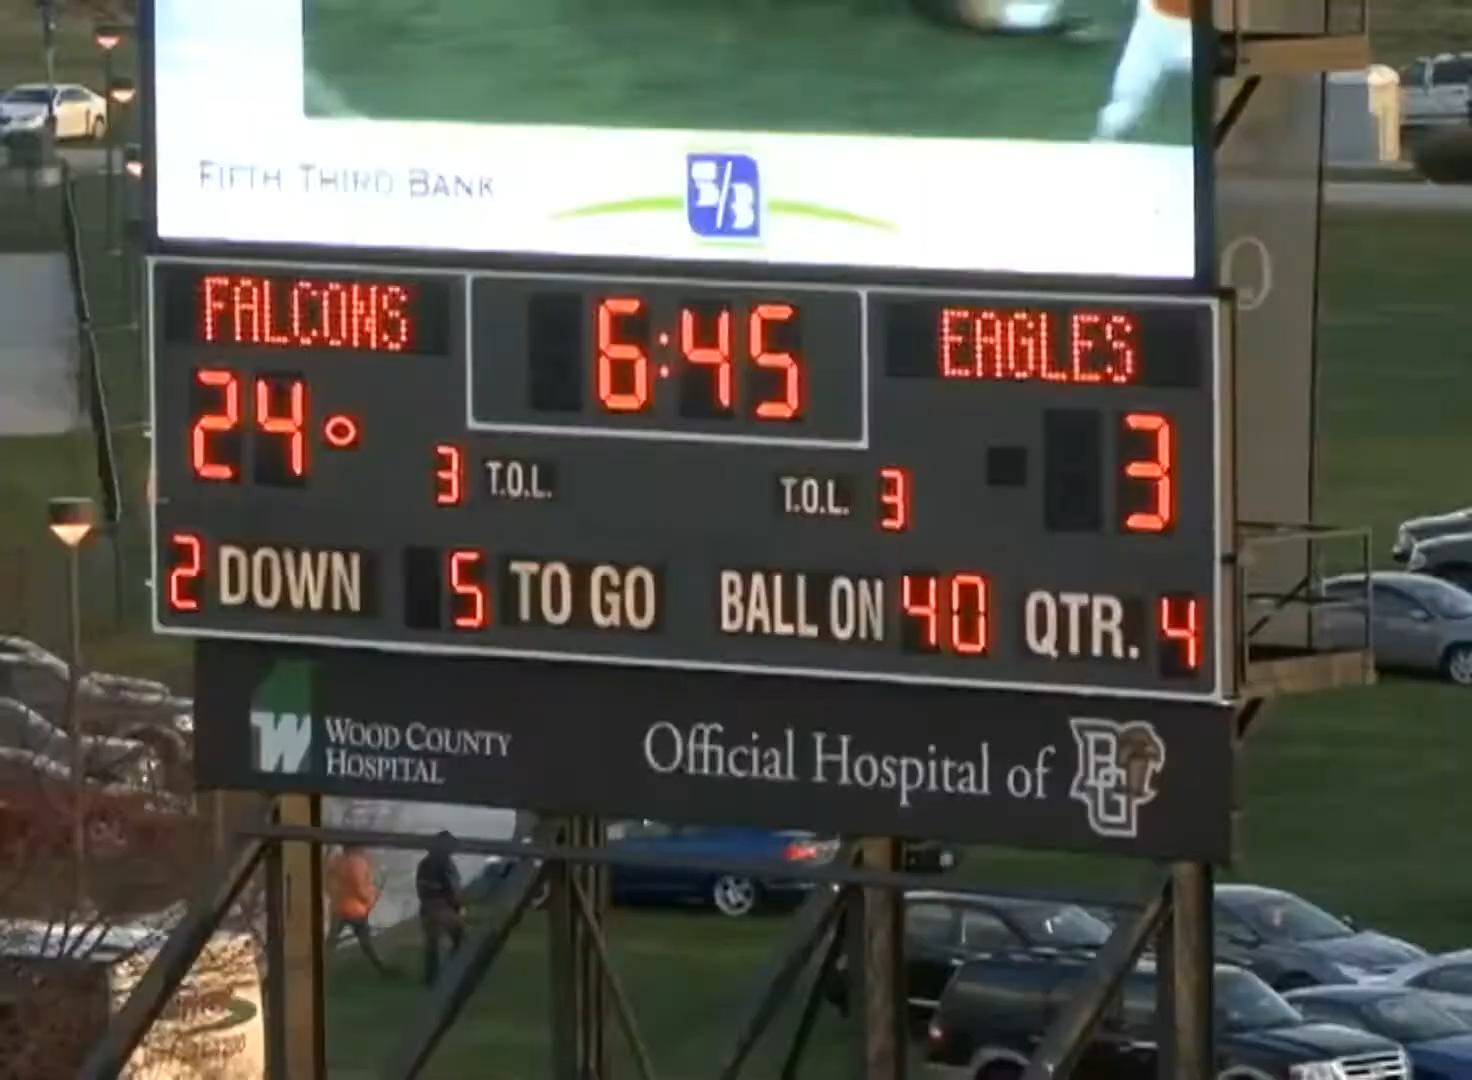 FIFTH THIRD BANK
5/3
FALCONS 6:45 EAGLES
24 3 T.O.L. T.O.L. 3 3
2 DOWN 5 TO GO BALL ON 40 QTR. 4
WOOD COUNTY
HOSPITAL
Official Hospital of BG